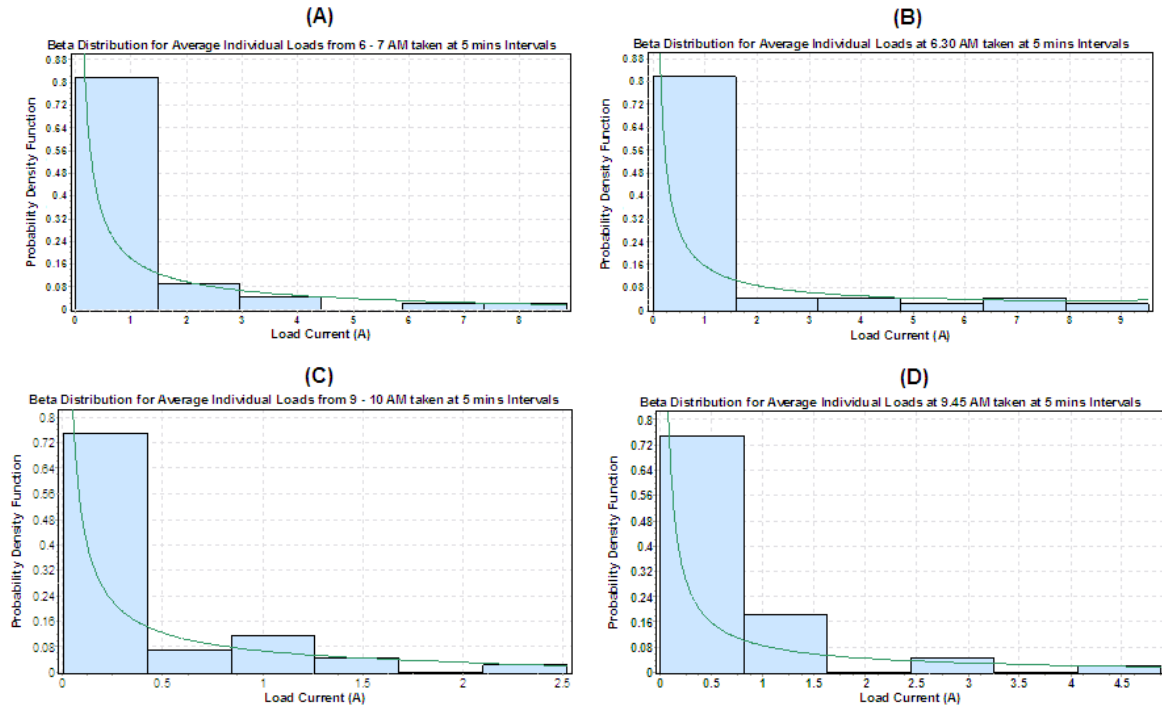 (A)
Beta Distribution for Average Individual Loads from 6 - 7 AM taken at 5 mins Intervals
Probability Density Function
0.88
0.8
0.72
0.64
0.56
0.48
0.4
0.32
0.24
0.16
0.08
0
0 1 2 3 4 5 6 7 8
Load Current (A)
(B)
Beta Distribution for Average Individual Loads at 6.30 AM taken at 5 mins Intervals
Probability Density Function
0.88
0.8
0.72
0.64
0.56
0.48
0.4
0.32
0.24
0.16
0.08
0
0 1 2 3 4 5 6 7 8 9
Load Current (A)
(C)
Beta Distribution for Average Individual Loads from 9 - 10 AM taken at 5 mins Intervals
Probability Density Function
0.8
0.72
0.64
0.56
0.48
0.4
0.32
0.24
0.16
0.08
0
0 0.5 1 1.5 2 2.5
Load Current (A)
(D)
Beta Distribution for Average Individual Loads at 9.45 AM taken at 5 mins Intervals
Probability Density Function
0.8
0.72
0.64
0.56
0.48
0.4
0.32
0.24
0.16
0.08
0
0 0.5 1 1.5 2 2.5 3 3.5 4 4.5
Load Current (A)